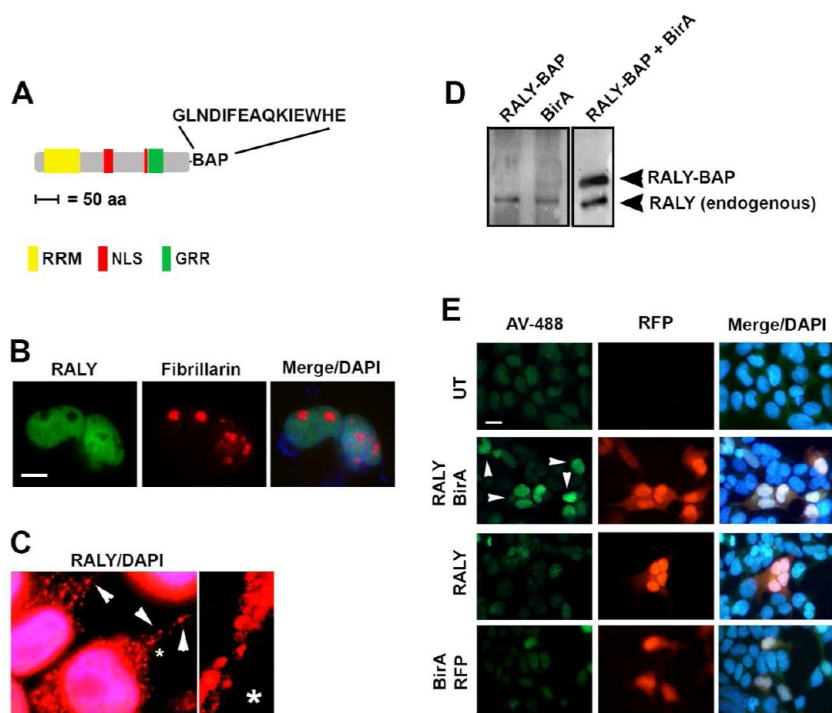 A
GLNDIFEAQKIEWHE
-BAP
= 50 aa
RRM NLS GRR
B
RALY Fibrillarin Merge/DAPI
C
RALY/DAPI
*
*
D
RALY-BAP
BirA
RALY-BAP + BirA
RALY-BAP
RALY (endogenous)
E
AV-488 RFP Merge/DAPI
UT
RALY
BirA
RALY
BirA
RFP